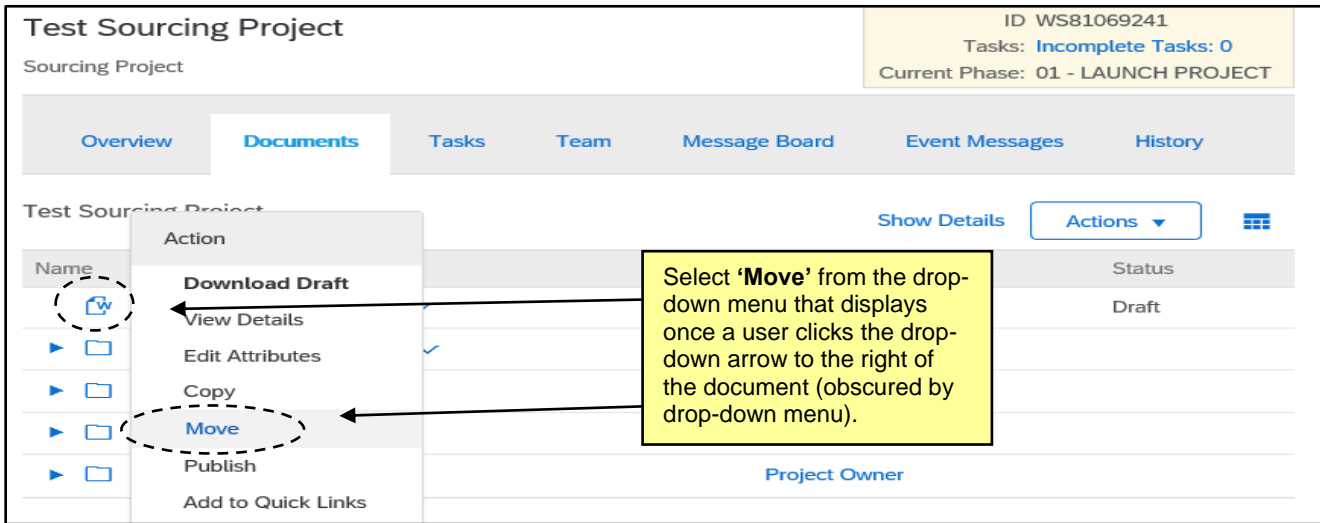 Test Sourcing Project
Sourcing Project
ID WS81069241
Tasks: Incomplete Tasks: 0
Current Phase: 01 - LAUNCH PROJECT
Overview Documents Tasks Team Message Board Event Messages History
Test Sourcing Project
Show Details Actions
Action
Name Status
Download Draft
Draft
View Details
Edit Attributes
Copy
Move
Publish
Project Owner
Add to Quick Links
Select ‘Move’ from the drop-
down menu that displays
once a user clicks the drop-
down arrow to the right of
the document (obscured by
drop-down menu).